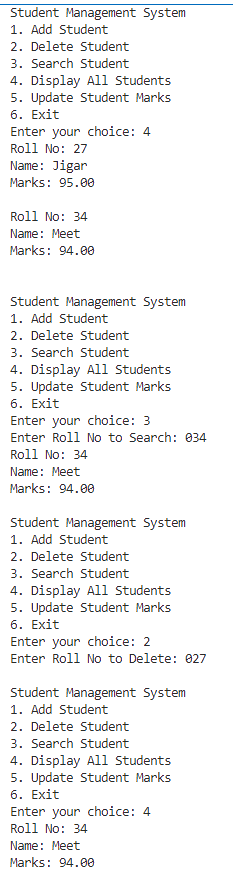 Student Management System
1. Add Student
2. Delete Student
3. Search Student
4. Display All Students
5. Update Student Marks
6. Exit
Enter your choice: 4
Roll No: 27
Name: Jigar
Marks: 95.00

Roll No: 34
Name: Meet
Marks: 94.00


Student Management System
1. Add Student
2. Delete Student
3. Search Student
4. Display All Students
5. Update Student Marks
6. Exit
Enter your choice: 3
Enter Roll No to Search: 034
Roll No: 34
Name: Meet
Marks: 94.00

Student Management System
1. Add Student
2. Delete Student
3. Search Student
4. Display All Students
5. Update Student Marks
6. Exit
Enter your choice: 2
Enter Roll No to Delete: 027

Student Management System
1. Add Student
2. Delete Student
3. Search Student
4. Display All Students
5. Update Student Marks
6. Exit
Enter your choice: 4
Roll No: 34
Name: Meet
Marks: 94.00